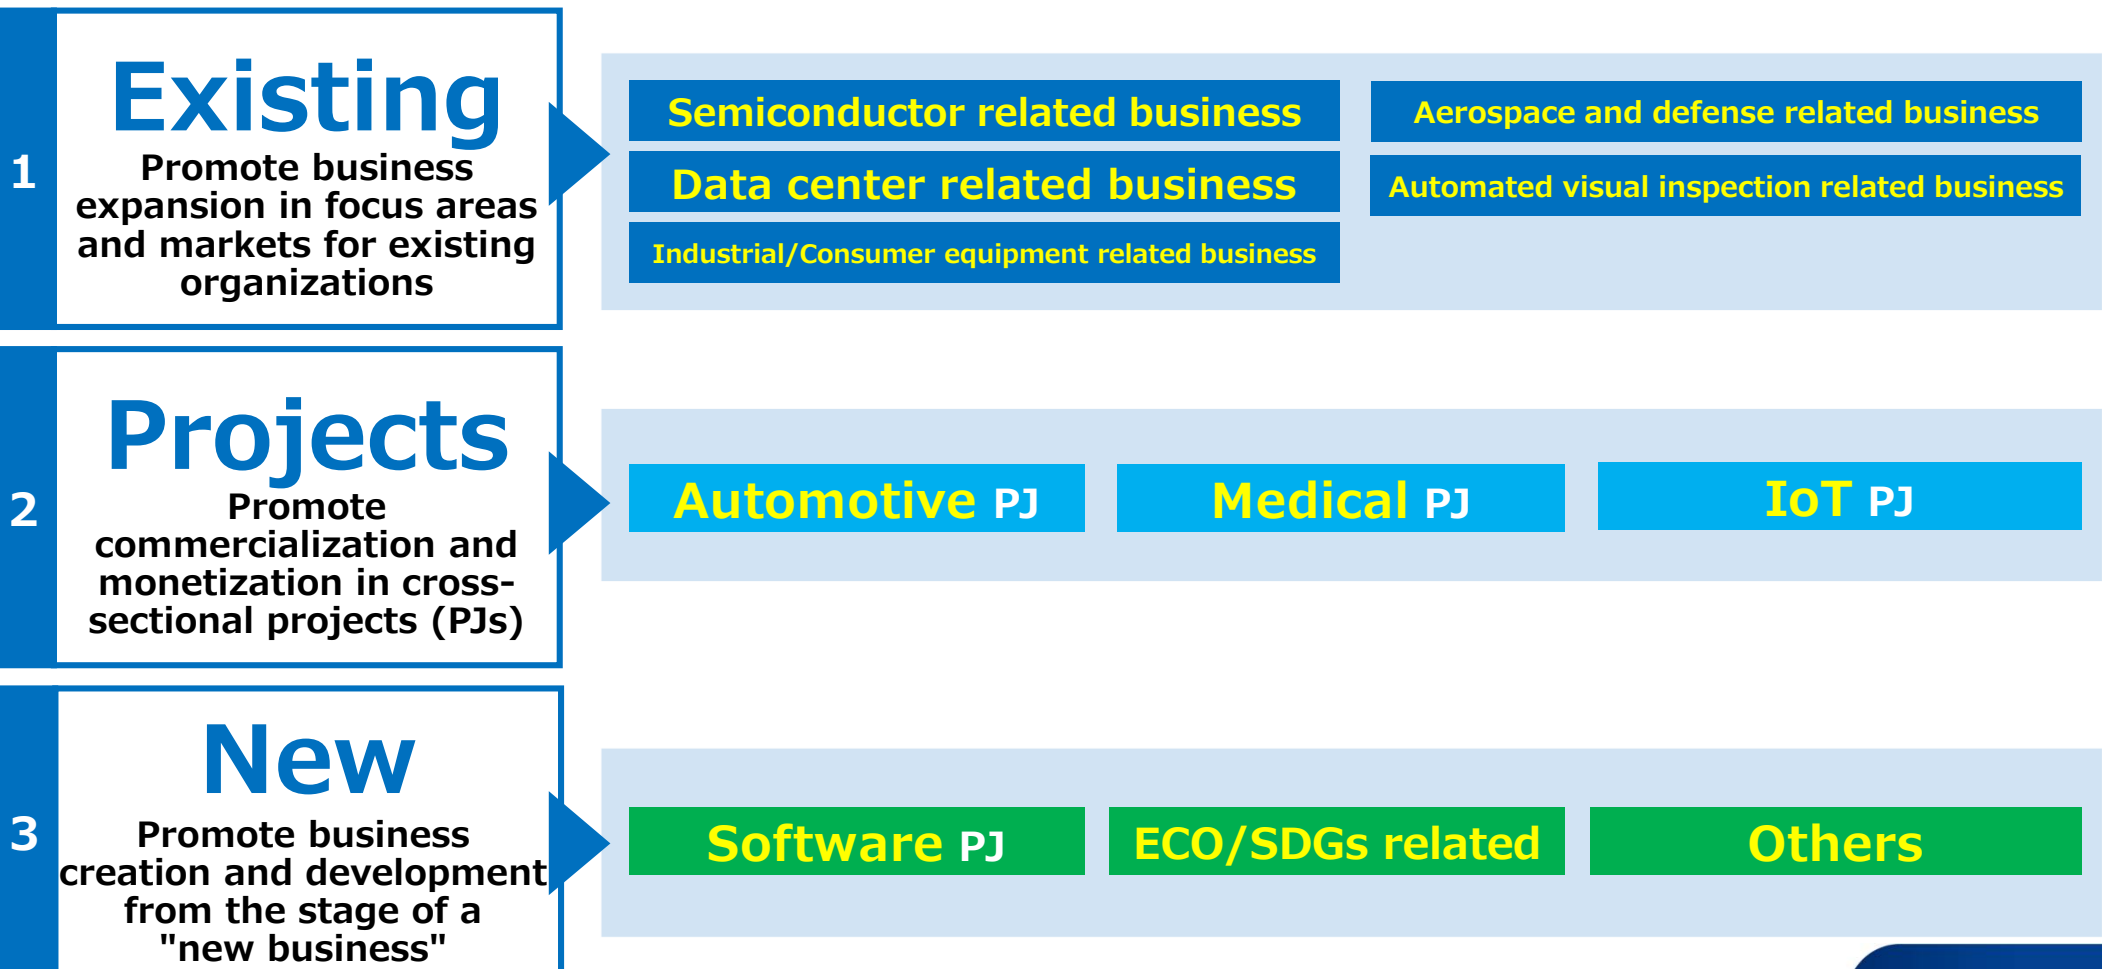 1
Existing
Promote business
expansion in focus areas
and markets for existing
organizations
Semiconductor related business
Data center related business
Industrial/Consumer equipment related business
Aerospace and defense related business
Automated visual inspection related business
2
Projects
Promote
commercialization and
monetization in cross-
sectional projects (PJs)
Automotive PJ
Medical PJ
IoT PJ
3
New
Promote business
creation and development
from the stage of a
"new business"
Software PJ
ECO/SDGs related
Others